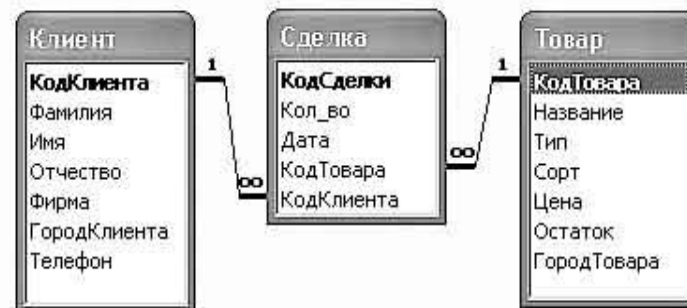 Клиент
КодКлиента
Фамилия
Имя
Отчество
Фирма
ГородКлиента
Телефон
1
∞
Сделка
КодСделки
Кол_во
Дата
КодТовара
КодКлиента
1
∞
Товар
КодТовара
Название
Тип
Сорт
Цена
Остаток
ГородТовара